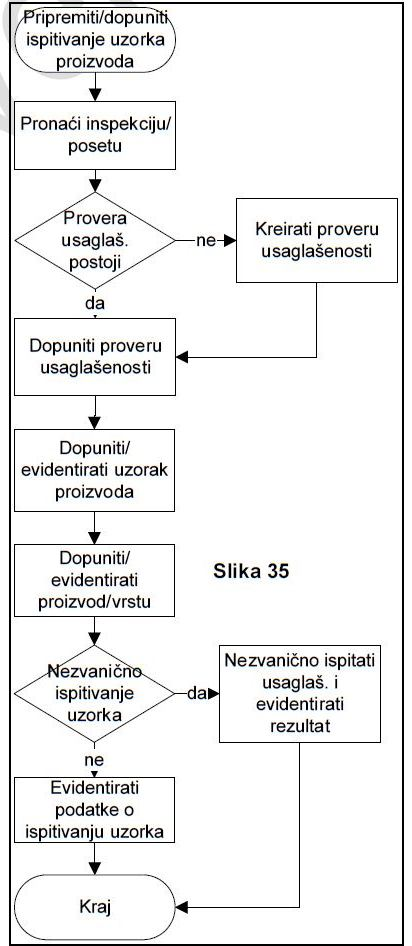 Pripremiti/dopuniti
ispitivanje uzorka
proizvoda
Pronaći inspekciju/
posetu
Provera
usaglaš.
postoji
ne
Kreirati proveru
usaglašenosti
da
Dopuniti proveru
usaglašenosti
Dopuniti/
evidentirati uzorak
proizvoda
Dopuniti/
evidentirati
proizvod/vrstu
Slika 35
Nezvanično
ispitivanje
uzorka
da
Nezvanično ispitati
usaglaš. i
evidentirati
rezultat
ne
Evidentirati
podatke o
ispitivanju uzorka
Kraj